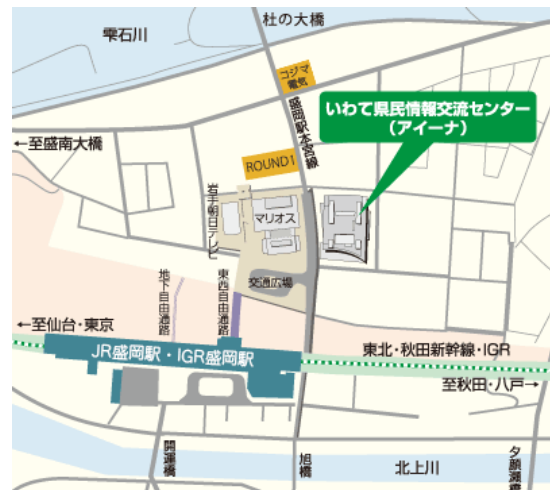 杜の大橋
雫石川
コジマ
電気
いわて県民情報交流センター
（アイーナ）
盛岡駅本宮線
←至盛南大橋
ROUND1
岩手朝日テレビ
マリオス
交通広場
地下自由通路
東西自由通路
←至仙台・東京
JR盛岡駅・IGR盛岡駅
東北・秋田新幹線・IGR
至秋田・八戸→
開運橋
旭橋
北上川
夕顔瀬橋